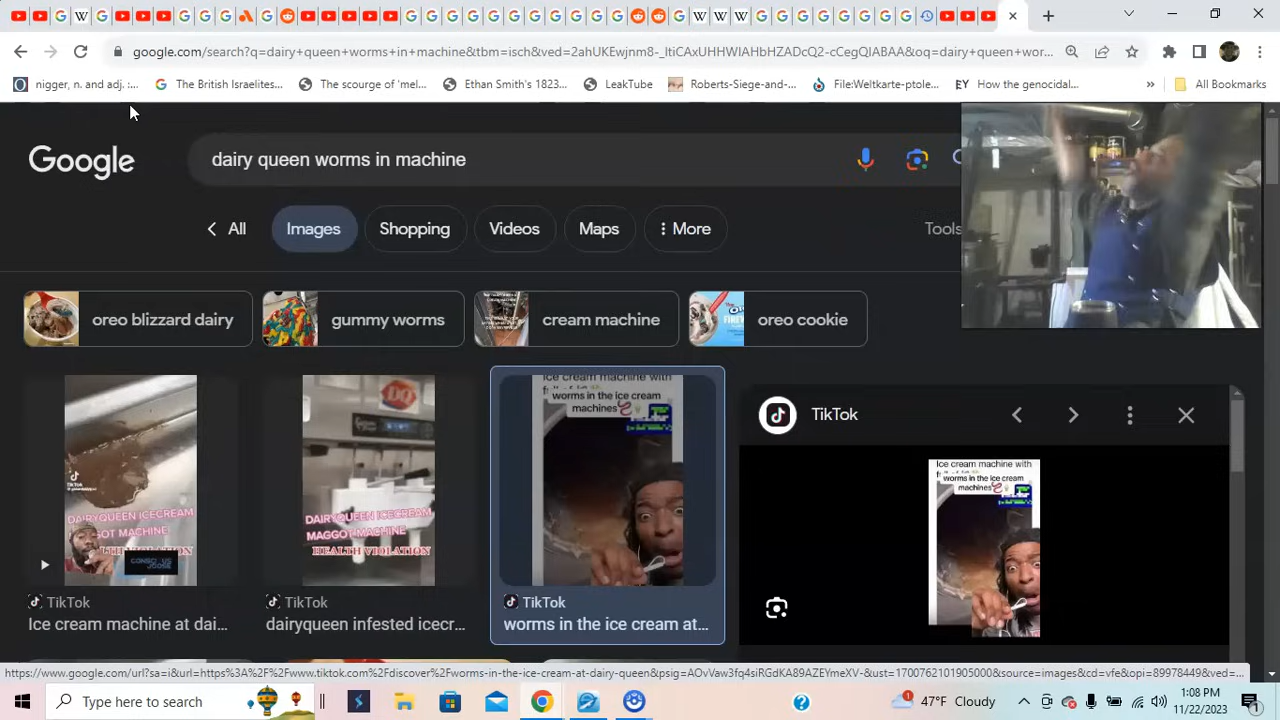 google.com/search?q=dairy+queen+worms+in+machine&tbm=isch&ved=2ahUKEwjnm8-_ltiCAxUHHWIAHbHZADcQ2-cCegQIABAA&oq=dairy+queen+wor...
nigger, n. and adj. :... The British Israelites... The scourge of 'mel... Ethan Smith's 1823... LeakTube Roberts-Siege-and-... File:Weltkarte-ptole... EY How the genocidal... » All Bookmarks
Google dairy queen worms in machine
All Images Shopping Videos Maps More Tools
oreo blizzard dairy gummy worms cream machine oreo cookie
TikTok
Ice cream machine with
worms in the ice cream
machines
DAIRYQUEEN ICECREAM
MAGGOT MACHINE
HEALTH VIOLATION
TikTok
DAIRYQUEEN ICECREAM
MAGGOT MACHINE
HEALTH VIOLATION
DQ
Ice cream machine with
worms in the ice cream
machines
TikTok TikTok TikTok
Ice cream machine at dai... dairyqueen infested icecr... worms in the ice cream at...
https://www.google.com/url?sa=i&url=https%3A%2F%2Fwww.tiktok.com%2Fdiscover%2Fworms-in-the-ice-cream-at-dairy-queen&psig=AOvVaw3fq4siRGdKA89AZEYmeXV-&ust=1700762101905000&source=images&cd=vfe&opi=89978449&ved=...
Type here to search 47°F Cloudy 1:08 PM
11/22/2023